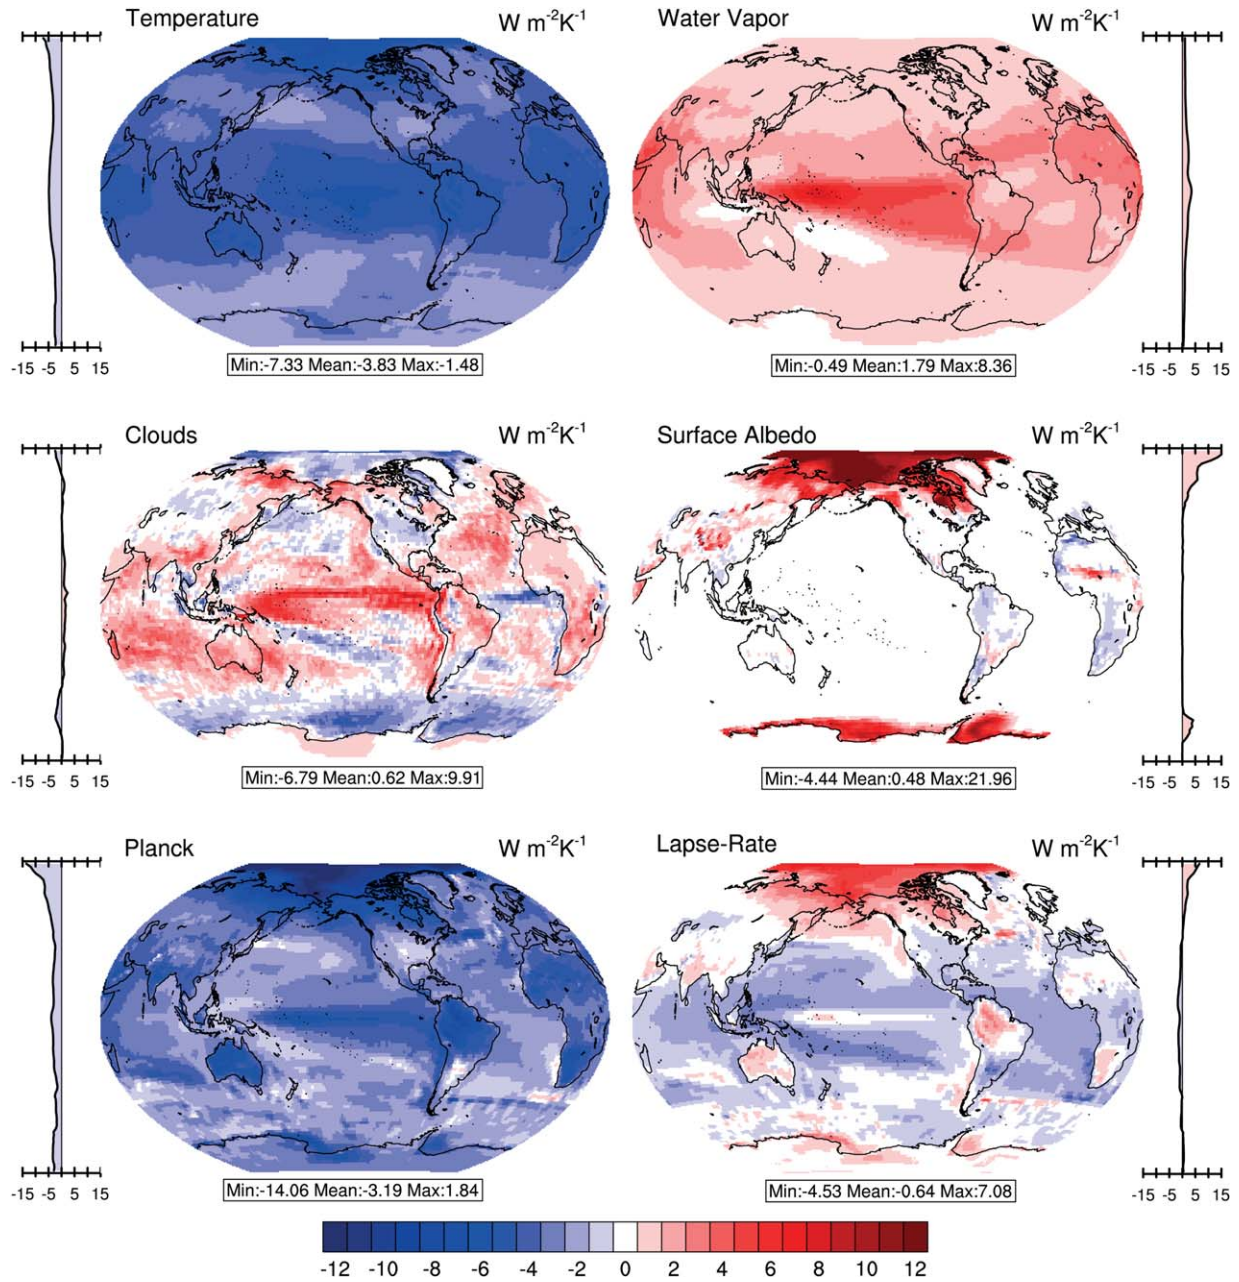 Temperature W m-2K-1 Water Vapor W m-2K-1
-15 -5 5 15 Min:-7.33 Mean:-3.83 Max:-1.48 Min:-0.49 Mean:1.79 Max:8.36 -15 -5 5 15
Clouds W m-2K-1 Surface Albedo W m-2K-1
-15 -5 5 15 Min:-6.79 Mean:0.62 Max:9.91 Min:-4.44 Mean:0.48 Max:21.96 -15 -5 5 15
Planck W m-2K-1 Lapse-Rate W m-2K-1
-15 -5 5 15 Min:-14.06 Mean:-3.19 Max:1.84 Min:-4.53 Mean:-0.64 Max:7.08 -15 -5 5 15
-12 -10 -8 -6 -4 -2 0 2 4 6 8 10 12